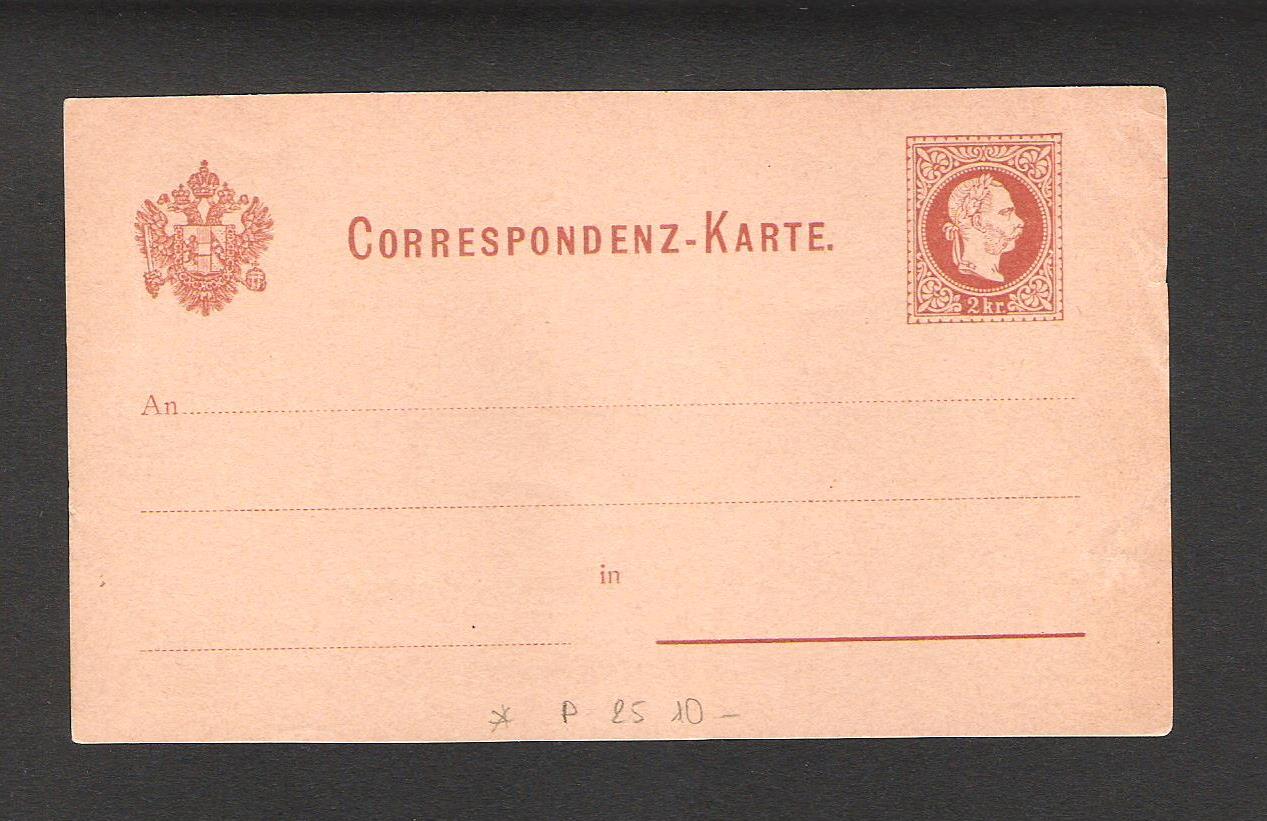 CORRESPONDENZ-KARTE.
2 kr.
An
in
* P 25 10 –